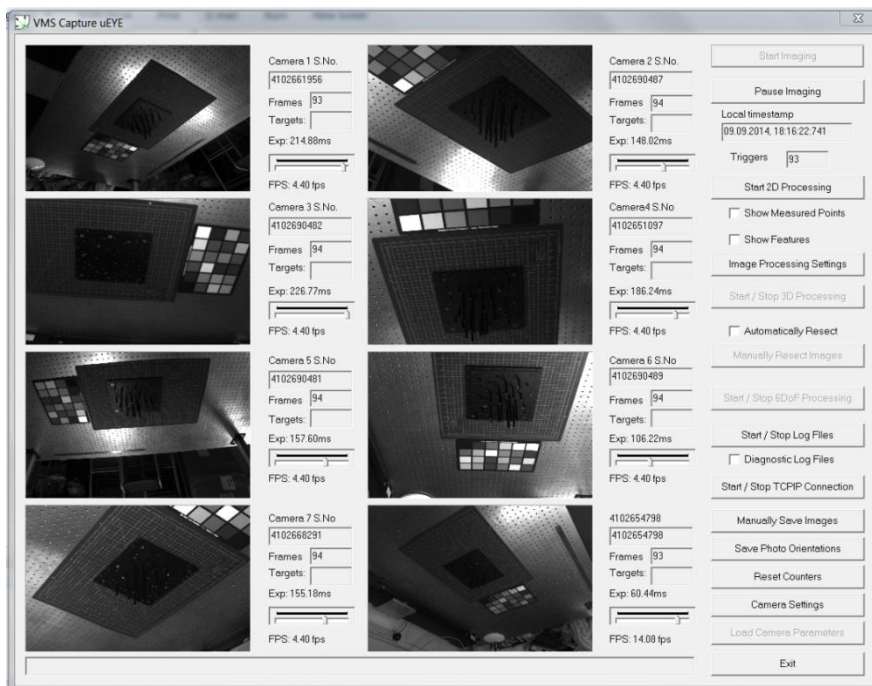 VMS Capture uEYE
Camera 1 S.No.
4102661956
Frames 93
Targets:
Exp: 214.88ms
FPS: 4.40 fps
Camera 2 S.No.
4102690487
Frames 94
Targets:
Exp: 148.02ms
FPS: 4.40 fps
Camera 3 S.No.
4102690482
Frames 94
Targets:
Exp: 226.77ms
FPS: 4.40 fps
Camera4 S.No
4102651097
Frames 94
Targets:
Exp: 186.24ms
FPS: 4.40 fps
Camera 5 S.No
4102690481
Frames 94
Targets:
Exp: 157.60ms
FPS: 4.40 fps
Camera 6 S.No
4102690489
Frames 94
Targets:
Exp: 106.22ms
FPS: 4.40 fps
Camera 7 S.No
4102668291
Frames 94
Targets:
Exp: 155.18ms
FPS: 4.40 fps
4102654798
4102654798
Frames 93
Targets:
Exp: 60.44ms
FPS: 14.08 fps
Start Imaging
Pause Imaging
Local timestamp
09.09.2014, 18:16:22:741
Triggers 93
Start 2D Processing
Show Measured Points
Show Features
Image Processing Settings
Start / Stop 3D Processing
Automatically Resect
Manually Resect Images
Start / Stop 6DoF Processing
Start / Stop Log FIles
Diagnostic Log Files
Start / Stop TCPIP Connection
Manually Save Images
Save Photo Orientations
Reset Counters
Camera Settings
Load Camera Parameters
Exit